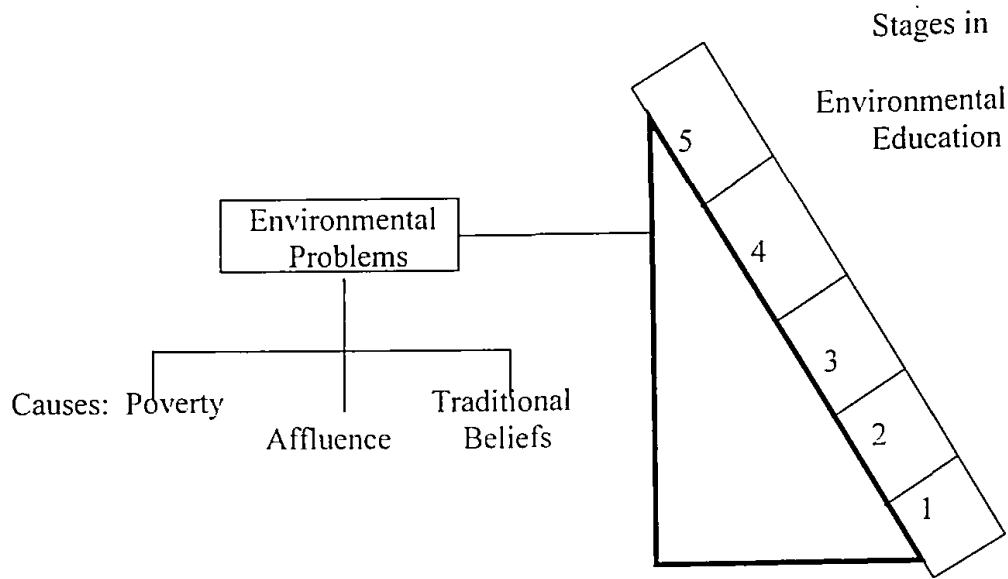 Stages in
Environmental
Education
5
Environmental
Problems
4
3
Causes: Poverty
Affluence
Traditional
Beliefs
2
1